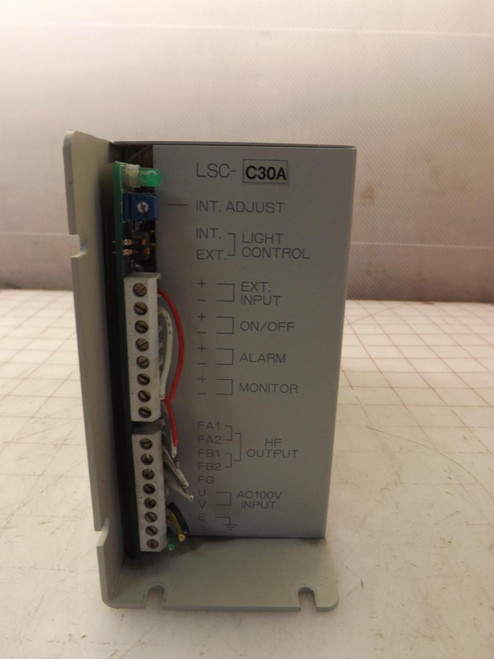 LSC- C30A
INT. ADJUST
INT.
EXT.
LIGHT
CONTROL
+
-
EXT.
INPUT
+
-
ON/OFF
+
-
ALARM
+
-
MONITOR
FA1
FA2
FB1
FB2
HF
OUTPUT
FG
U
V
AC100V
INPUT
E